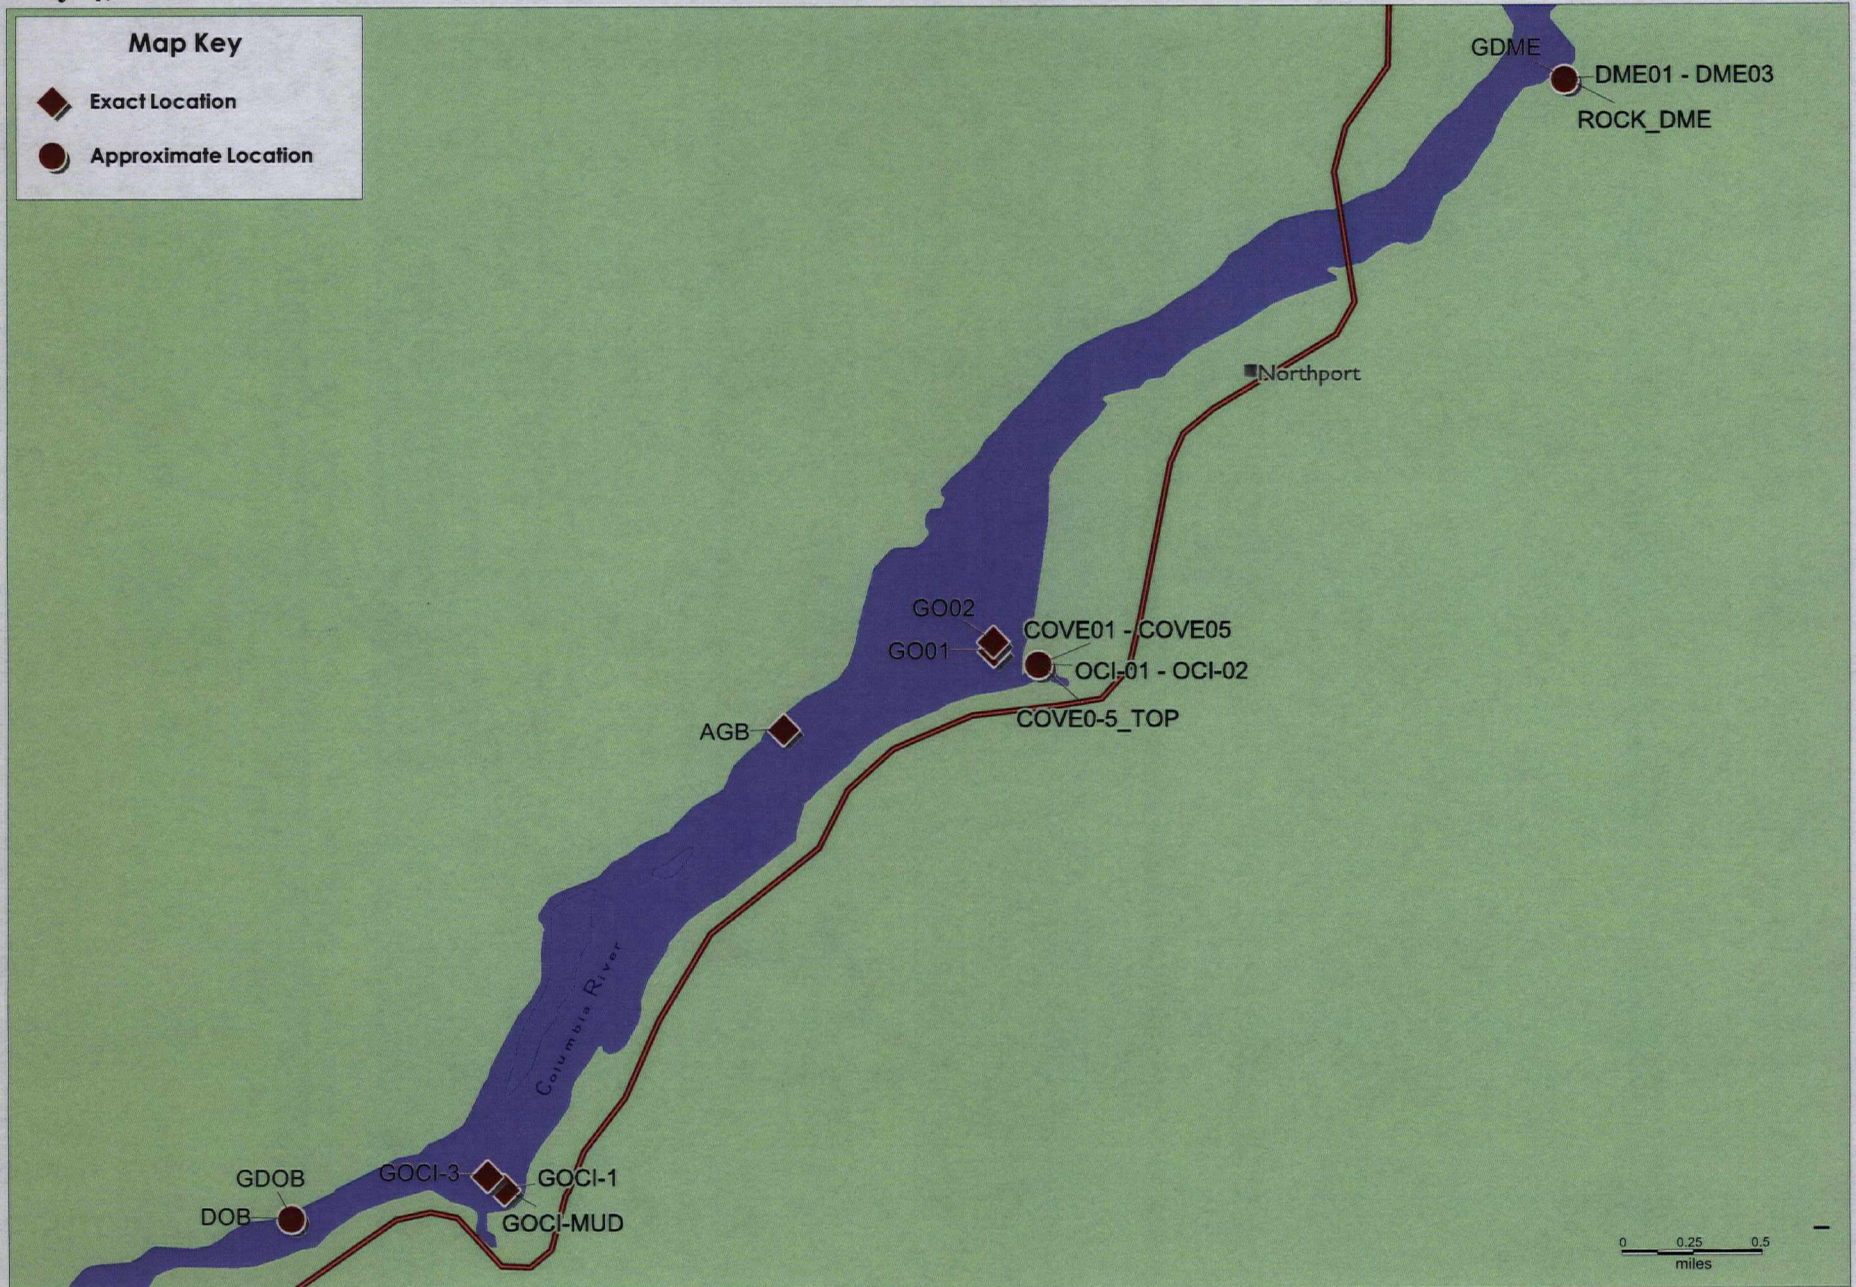 Map Key
Exact Location
Approximate Location
GDME
DME01 - DME03
ROCK_DME
Northport
GO02
COVE01 - COVE05
GO01
OCI-01 - OCI-02
COVE0-5_TOP
AGB
Columbia River
GOCI-3
GOCI-1
GDOB
DOB
GOCI-MUD
0 0.25 0.5
miles